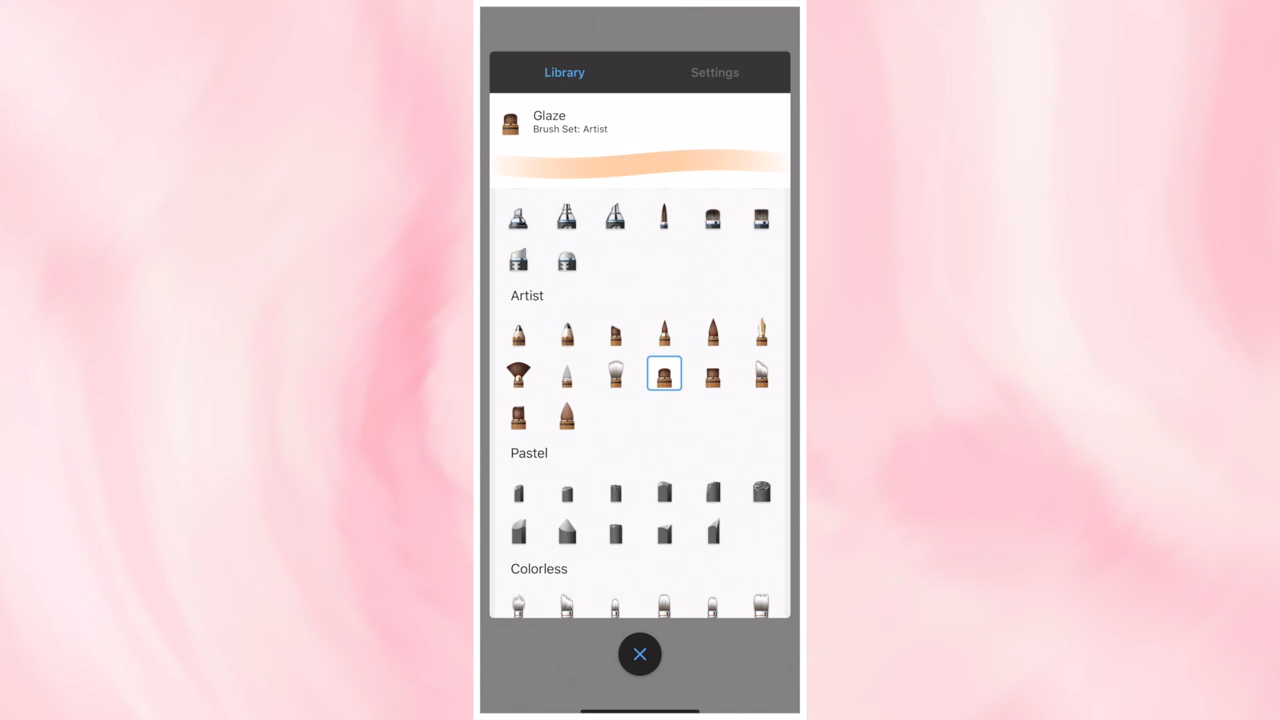 Library
Settings
Glaze
Brush Set: Artist
Artist
Pastel
Colorless